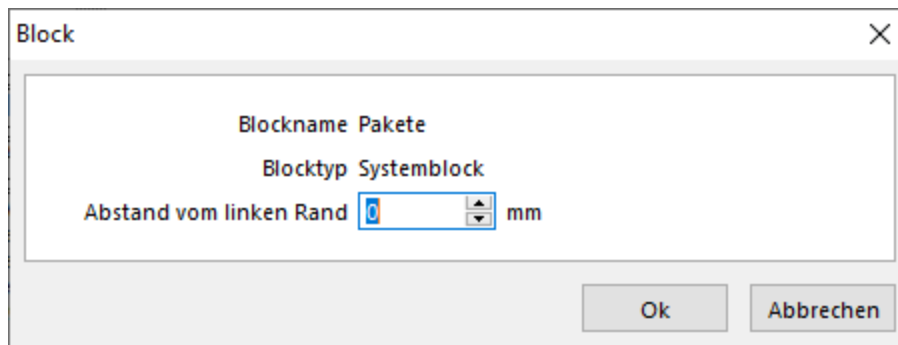 Block
Blockname Pakete
Blocktyp Systemblock
Abstand vom linken Rand 0 mm
Ok Abbrechen